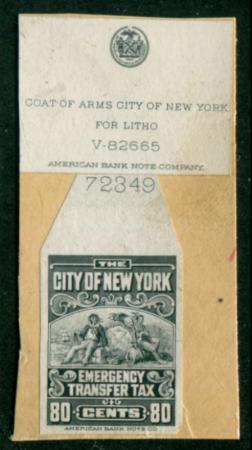 COAT OF ARMS CITY OF NEW YORK
FOR LITHO
V-82665
AMERICAN BANK NOTE COMPANY.
72349
THE
CITY OF NEW YORK
EMERGENCY
TRANSFER TAX
80 CENTS 80
AMERICAN BANK NOTE CO.